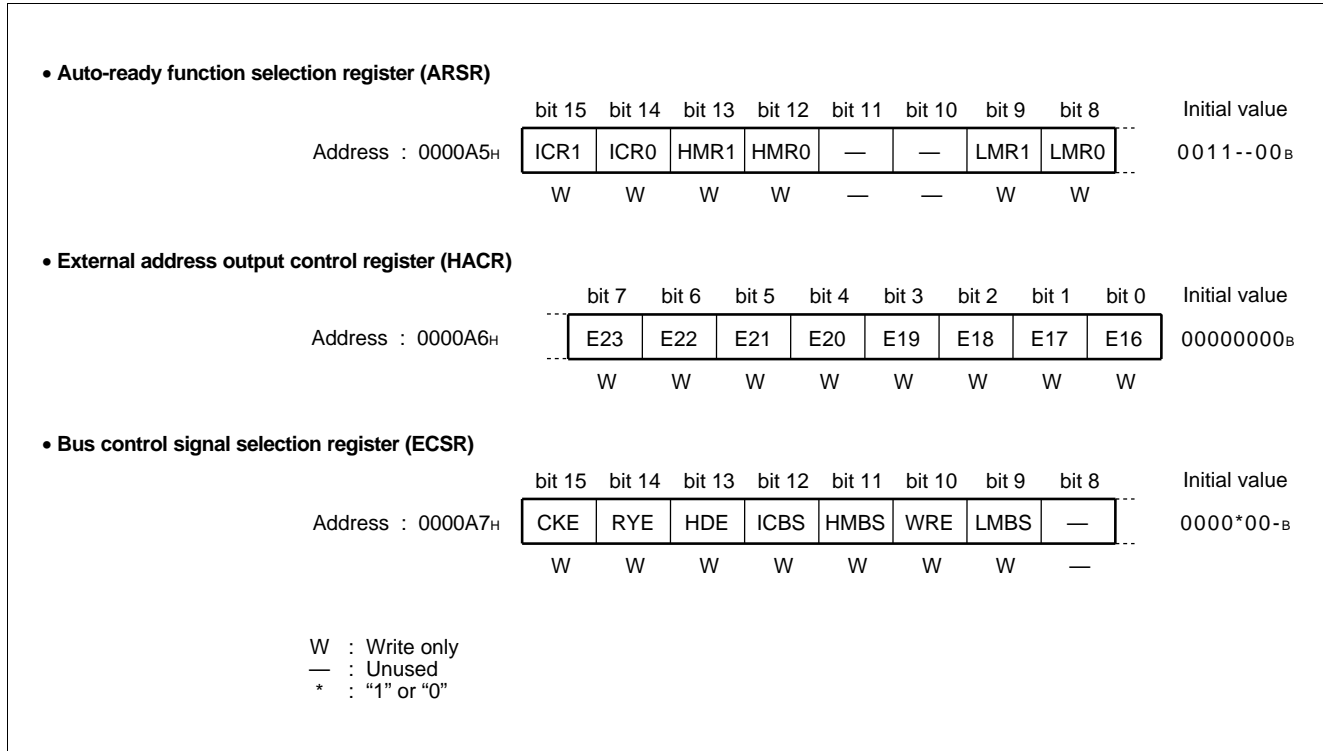 • Auto-ready function selection register (ARSR)
bit 15 bit 14 bit 13 bit 12 bit 11 bit 10 bit 9 bit 8 Initial value
Address : 0000A5H ICR1 ICR0 HMR1 HMR0 — — LMR1 LMR0 0011--00B
W W W W — — W W
• External address output control register (HACR)
bit 7 bit 6 bit 5 bit 4 bit 3 bit 2 bit 1 bit 0 Initial value
Address : 0000A6H E23 E22 E21 E20 E19 E18 E17 E16 00000000B
W W W W W W W W
• Bus control signal selection register (ECSR)
bit 15 bit 14 bit 13 bit 12 bit 11 bit 10 bit 9 bit 8 Initial value
Address : 0000A7H CKE RYE HDE ICBS HMBS WRE LMBS — 0000*00-B
W W W W W W W —
W : Write only
— : Unused
* : “1” or “0”